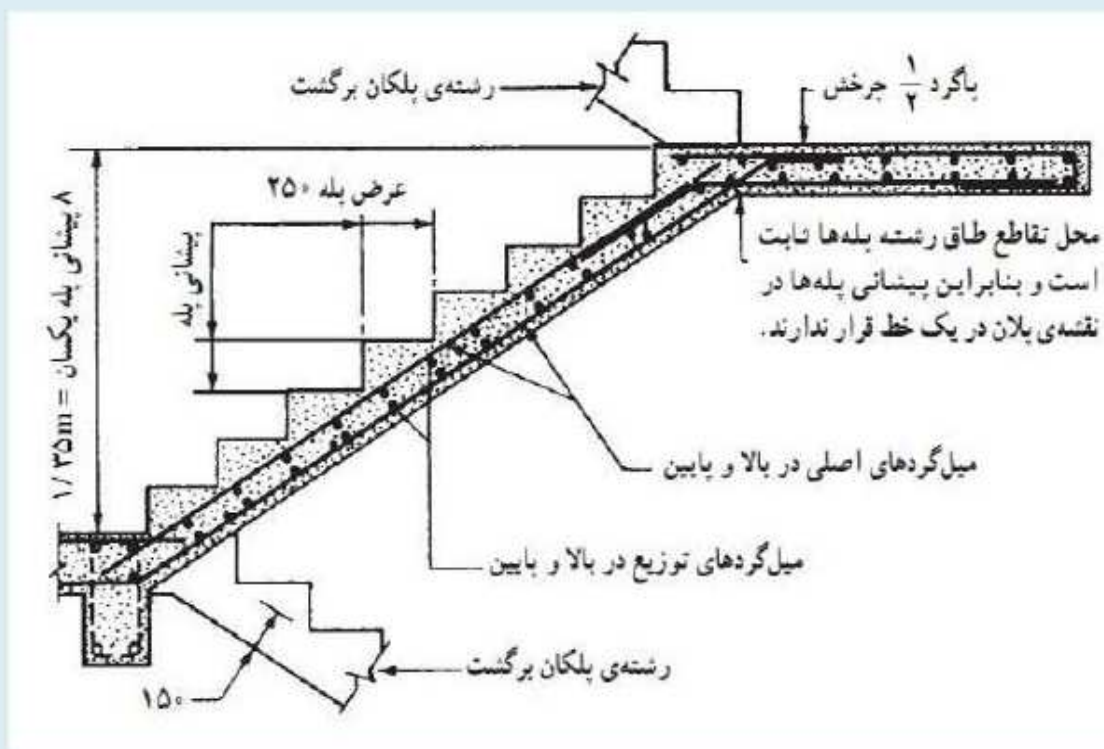 رشته‌ی پلکان برگشت
پاگرد ۱/۲ چرخش
عرض پله ۲۵۰
پیشانی پله
۸ پیشانی پله یکسان = ۱/۳۵m
محل تقاطع طاق رشته پله‌ها ثابت
است و بنابراین پیشانی پله‌ها در
نقشه‌ی پلان در یک خط قرار ندارند.
میل‌گردهای اصلی در بالا و پایین
میل‌گردهای توزیع در بالا و پایین
رشته‌ی پلکان برگشت
۱۵۰